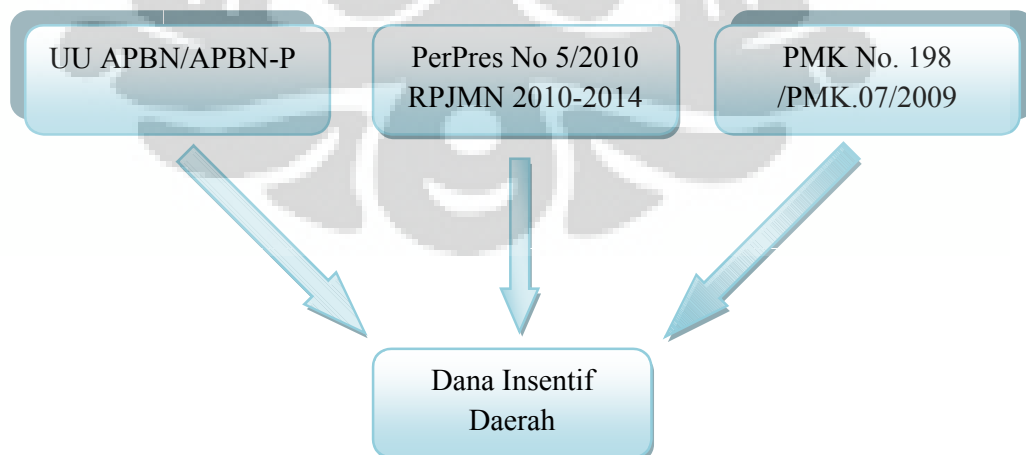 UU APBN/APBN-P
PerPres No 5/2010
RPJMN 2010-2014
PMK No. 198
/PMK.07/2009
Dana Insentif
Daerah